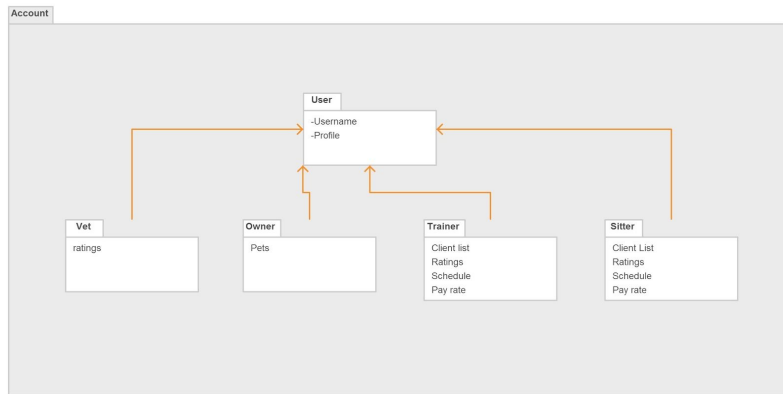 Account
User
-Username
-Profile
Vet
ratings
Owner
Pets
Trainer
Client list
Ratings
Schedule
Pay rate
Sitter
Client List
Ratings
Schedule
Pay rate